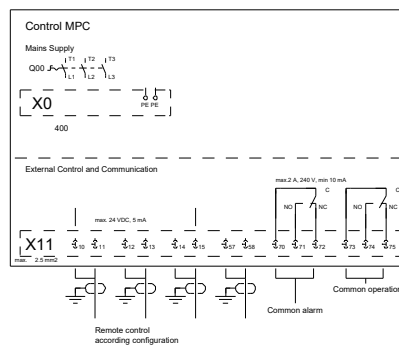 Control MPC
Mains Supply
T1 T2 T3
Q00
L1 L2 L3
X0
PE PE
400
External Control and Communication
max.2 A, 240 V, min 10 mA
C C
NO NC NO NC
max. 24 VDC, 5 mA
X11
10 11 12 13 14 15 57 58 70 71 72 73 74 75
max. 2.5 mm2
Common operation
Common alarm
Remote control
according configuration